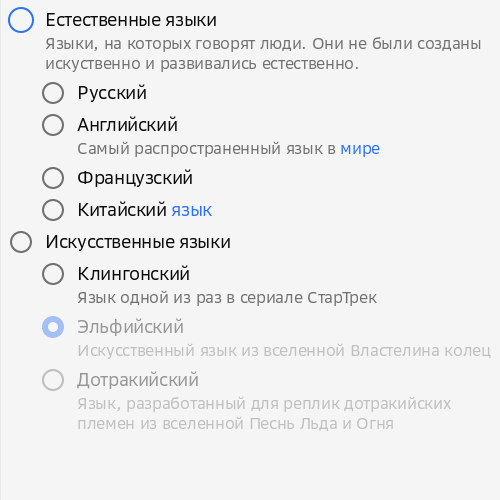 Естественные языки
Языки, на которых говорят люди. Они не были созданы
искуственно и развивались естественно.
Русский
Английский
Самый распространенный язык в мире
Французский
Китайский язык
Искусственные языки
Клингонский
Язык одной из раз в сериале СтарТрек
Эльфийский
Искусственный язык из вселенной Властелина колец
Дотракийский
Язык, разработанный для реплик дотракийских
племен из вселенной Песнь Льда и Огня